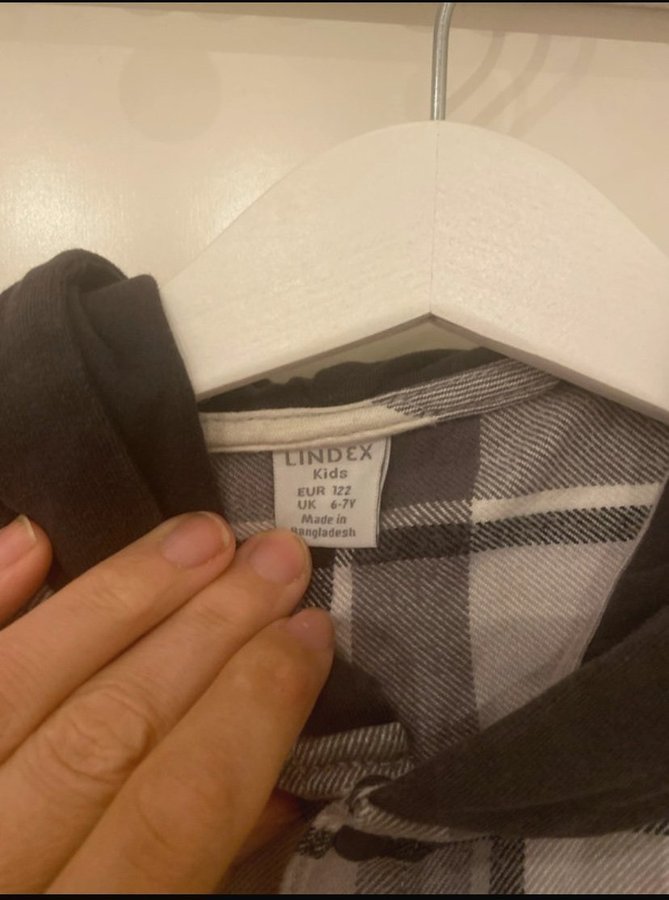 LINDEX
Kids
EUR 122
UK 6-7Y
Made in
Bangladesh